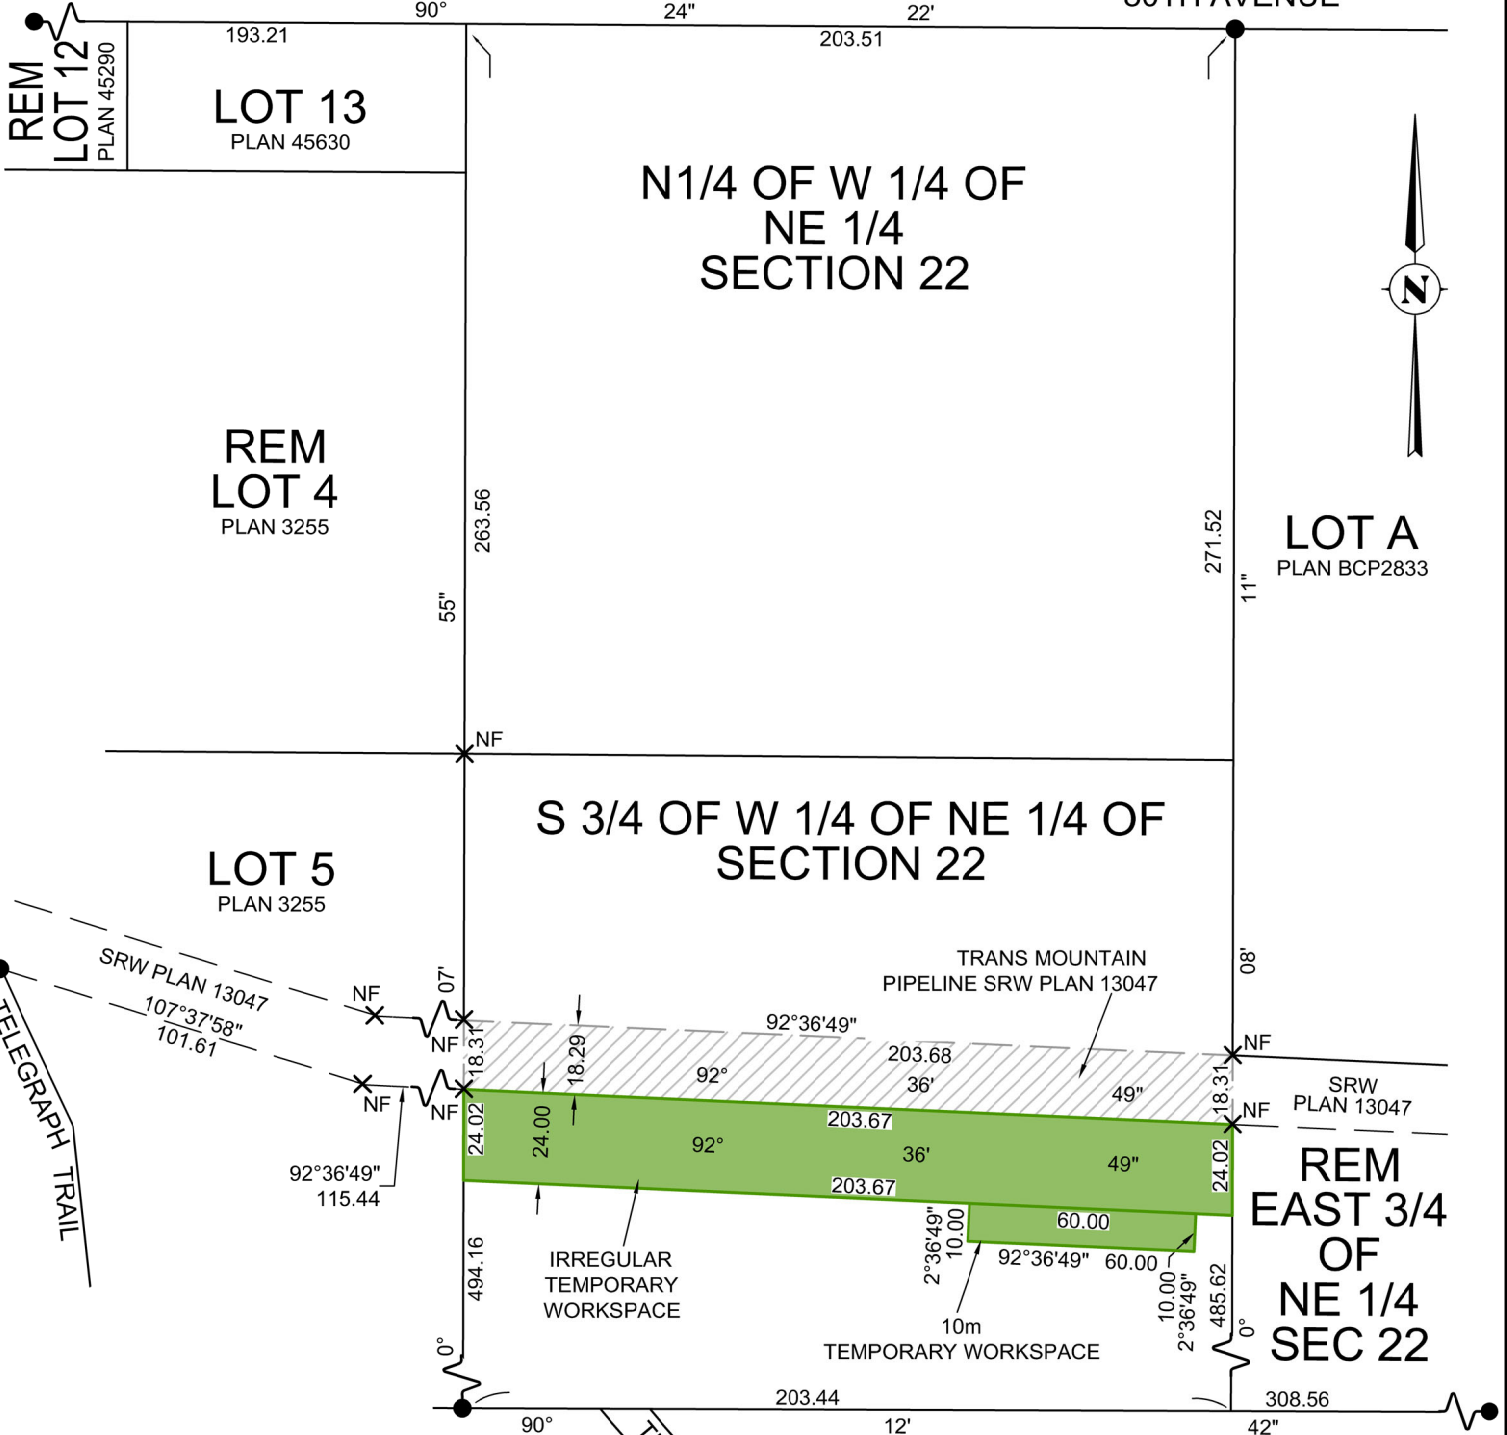 90°
24"
22'
193.21
203.51
REM
LOT 12
PLAN 45290
LOT 13
PLAN 45630
N1/4 OF W 1/4 OF
NE 1/4
SECTION 22
N
REM
LOT 4
PLAN 3255
263.56
55"
271.52
11"
LOT A
PLAN BCP2833
NF
S 3/4 OF W 1/4 OF NE 1/4 OF
SECTION 22
LOT 5
PLAN 3255
SRW PLAN 13047
107°37'58"
101.61
TELEGRAPH TRAIL
NF
NF
07'
NF
NF
92°36'49"
115.44
TRANS MOUNTAIN
PIPELINE SRW PLAN 13047
08'
92°36'49"
203.68
18.31
18.29
92°
36'
49"
18.31
NF
NF
SRW
PLAN 13047
203.67
24.02
24.00
92°
36'
49"
24.02
203.67
REM
EAST 3/4
OF
NE 1/4
SEC 22
2°36'49"
10.00
60.00
92°36'49"
60.00
10.00
2°36'49"
485.62
IRREGULAR
TEMPORARY
WORKSPACE
494.16
10m
TEMPORARY WORKSPACE
0°
0°
203.44
308.56
90°
12'
42"